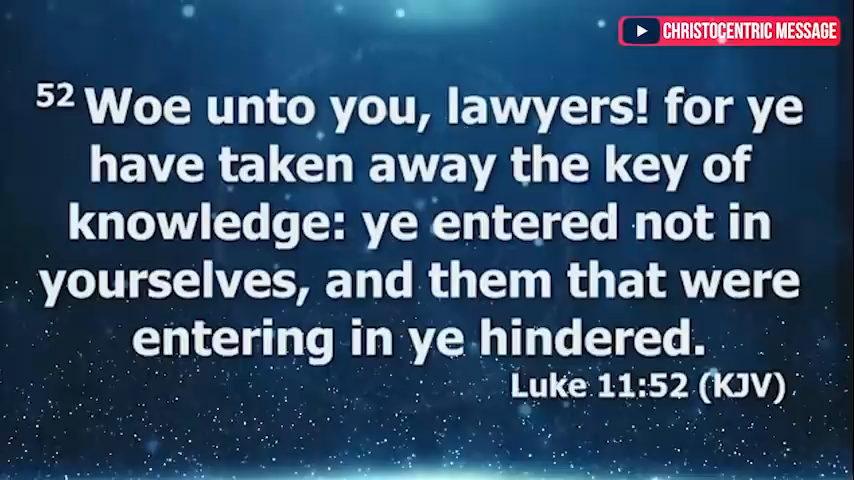 CHRISTOCENTRIC MESSAGE
52 Woe unto you, lawyers! for ye
have taken away the key of
knowledge: ye entered not in
yourselves, and them that were
entering in ye hindered.
Luke 11:52 (KJV)